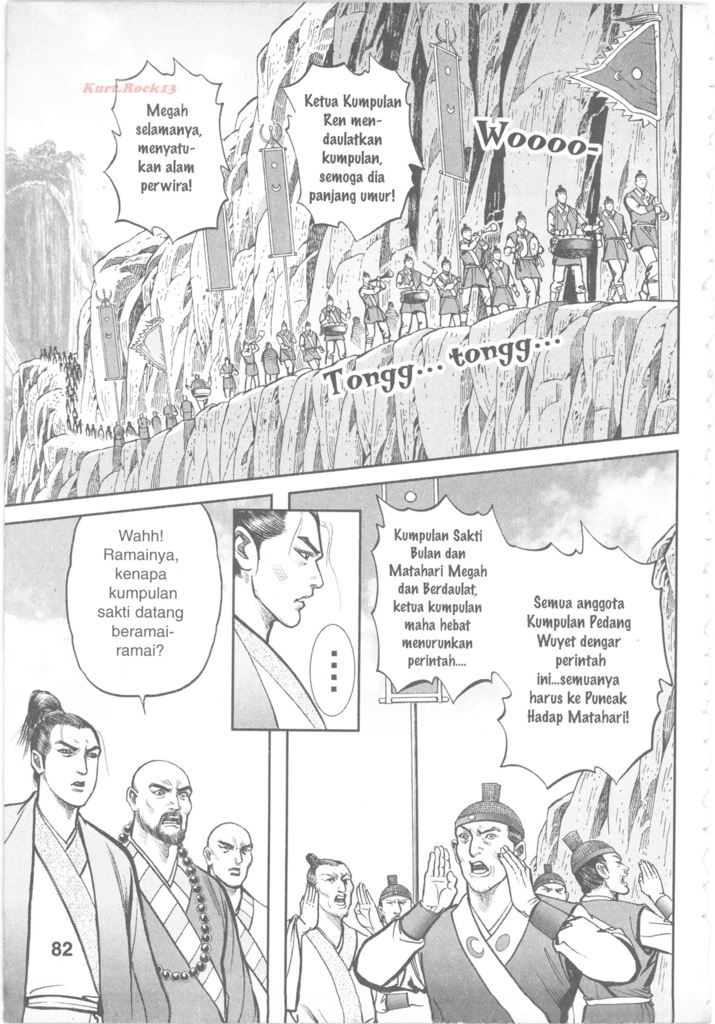 Kurt.Rock13
Megah
selamanya,
menyatu-
kan alam
perwira!
Ketua Kumpulan
Ren men-
daulatkan
kumpulan,
semoga dia
panjang umur!
Woooo-
Tongg... tongg...
Wahh!
Ramainya,
kenapa
kumpulan
sakti datang
beramai-
ramai?
....
Kumpulan Sakti
Bulan dan
Matahari Megah
dan Berdaulat,
ketua kumpulan
maha hebat
menurunkan
perintah....
Semua anggota
Kumpulan Pedang
Wuyet dengar
perintah
ini...semuanya
harus ke Puncak
Hadap Matahari!
82